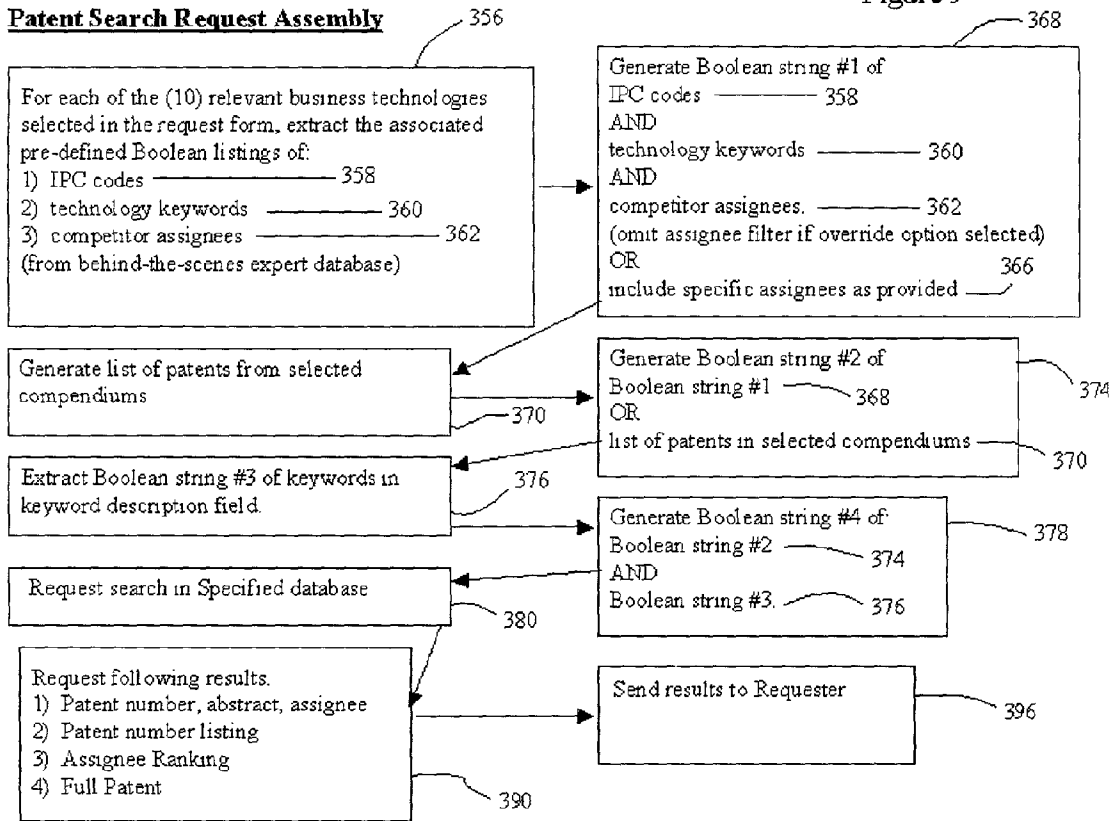 Patent Search Request Assembly
356
368
For each of the (10) relevant business technologies
selected in the request form, extract the associated
pre-defined Boolean listings of:
1) IPC codes 358
2) technology keywords 360
3) competitor assignees 362
(from behind-the-scenes expert database)
Generate Boolean string #1 of
IPC codes 358
AND
technology keywords 360
AND
competitor assignees. 362
(omit assignee filter if override option selected)
OR 366
include specific assignees as provided
Generate list of patents from selected
compendiums
370
Generate Boolean string #2 of
Boolean string #1 368
OR
list of patents in selected compendiums
374
370
Extract Boolean string #3 of keywords in
keyword description field.
376
Generate Boolean string #4 of:
Boolean string #2 374
AND
Boolean string #3. 376
378
Request search in Specified database
380
Request following results.
1) Patent number, abstract, assignee
2) Patent number listing
3) Assignee Ranking
4) Full Patent
390
Send results to Requester
396